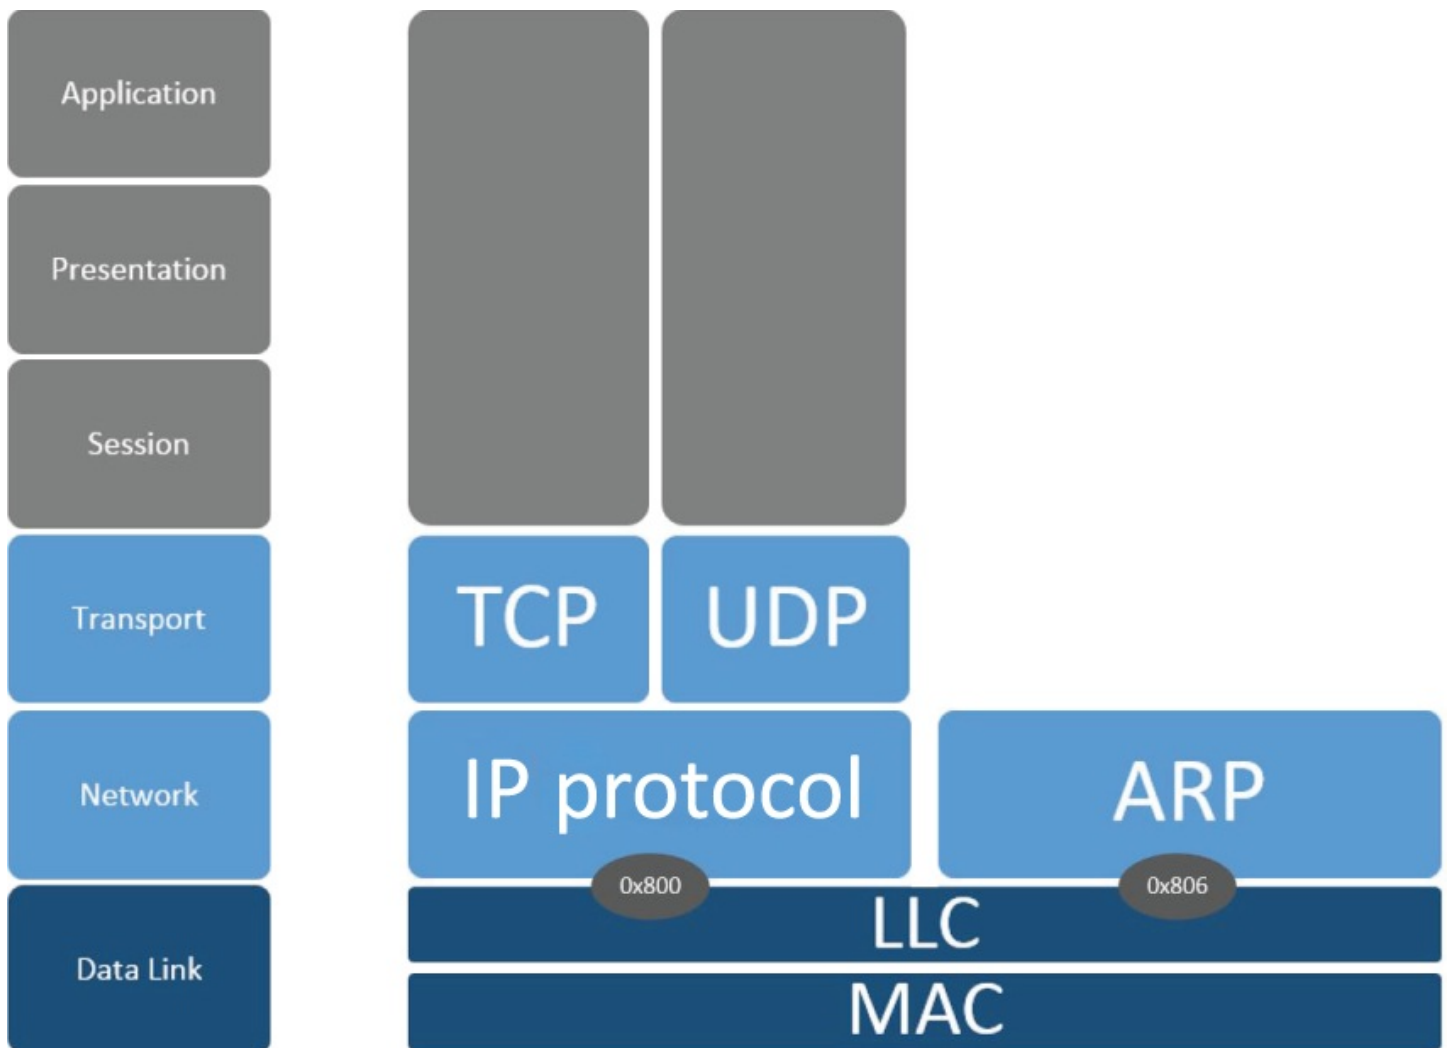 Application
Presentation
Session
Transport
TCP
UDP
Network
IP protocol
ARP
0x800
0x806
Data Link
LLC
MAC